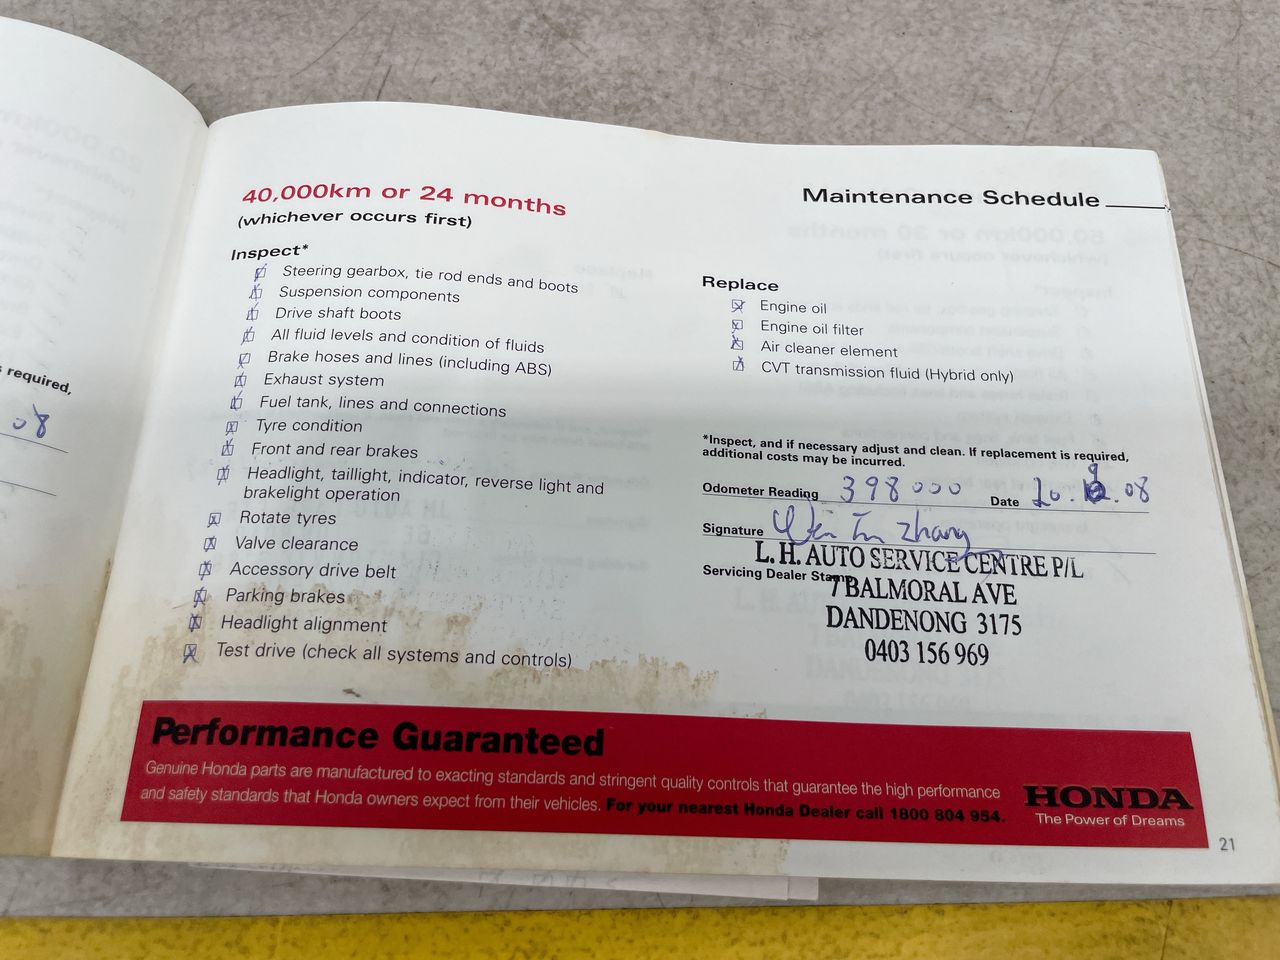 40,000km or 24 months
(whichever occurs first)
Inspect*
Steering gearbox, tie rod ends and boots
Suspension components
Drive shaft boots
All fluid levels and condition of fluids
Brake hoses and lines (including ABS)
Exhaust system
Fuel tank, lines and connections
Tyre condition
Front and rear brakes
Headlight, taillight, indicator, reverse light and
brakelight operation
Rotate tyres
Valve clearance
Accessory drive belt
Parking brakes
Headlight alignment
Test drive (check all systems and controls)
Maintenance Schedule
Replace
Engine oil
Engine oil filter
Air cleaner element
CVT transmission fluid (Hybrid only)
*Inspect, and if necessary adjust and clean. If replacement is required,
additional costs may be incurred.
Odometer Reading 398000 Date 20.9.08
Signature Zhang
L. H. AUTO SERVICE CENTRE P/L
Servicing Dealer Stamp
7 BALMORAL AVE
DANDENONG 3175
0403 156 969
Performance Guaranteed
Genuine Honda parts are manufactured to exacting standards and stringent quality controls that guarantee the high performance
and safety standards that Honda owners expect from their vehicles. For your nearest Honda Dealer call 1800 804 954.
HONDA
The Power of Dreams
21
required,
08